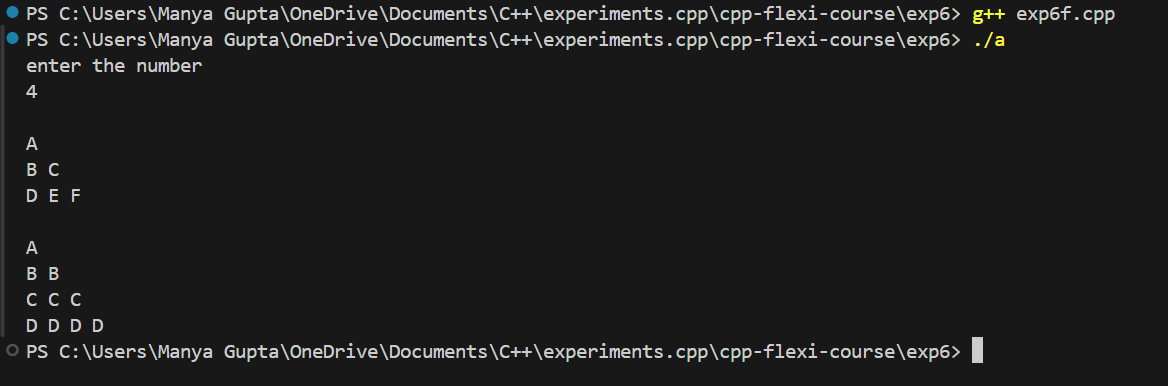 PS C:\Users\Manya Gupta\OneDrive\Documents\C++\experiments.cpp\cpp-flexi-course\exp6> g++ exp6f.cpp
PS C:\Users\Manya Gupta\OneDrive\Documents\C++\experiments.cpp\cpp-flexi-course\exp6> ./a
enter the number
4
A
B C
D E F
A
B B
C C C
D D D D
PS C:\Users\Manya Gupta\OneDrive\Documents\C++\experiments.cpp\cpp-flexi-course\exp6>